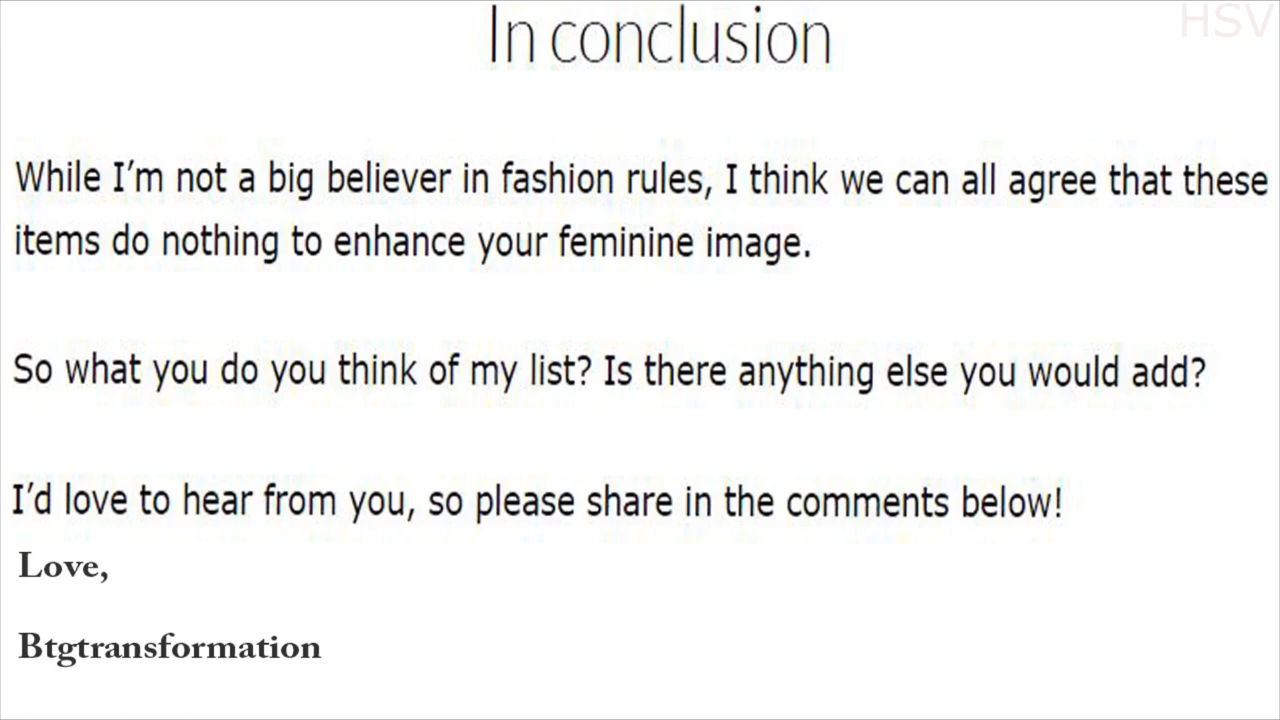 HSV
In conclusion
While I’m not a big believer in fashion rules, I think we can all agree that these
items do nothing to enhance your feminine image.
So what you do you think of my list? Is there anything else you would add?
I’d love to hear from you, so please share in the comments below!
Love,
Btgtransformation